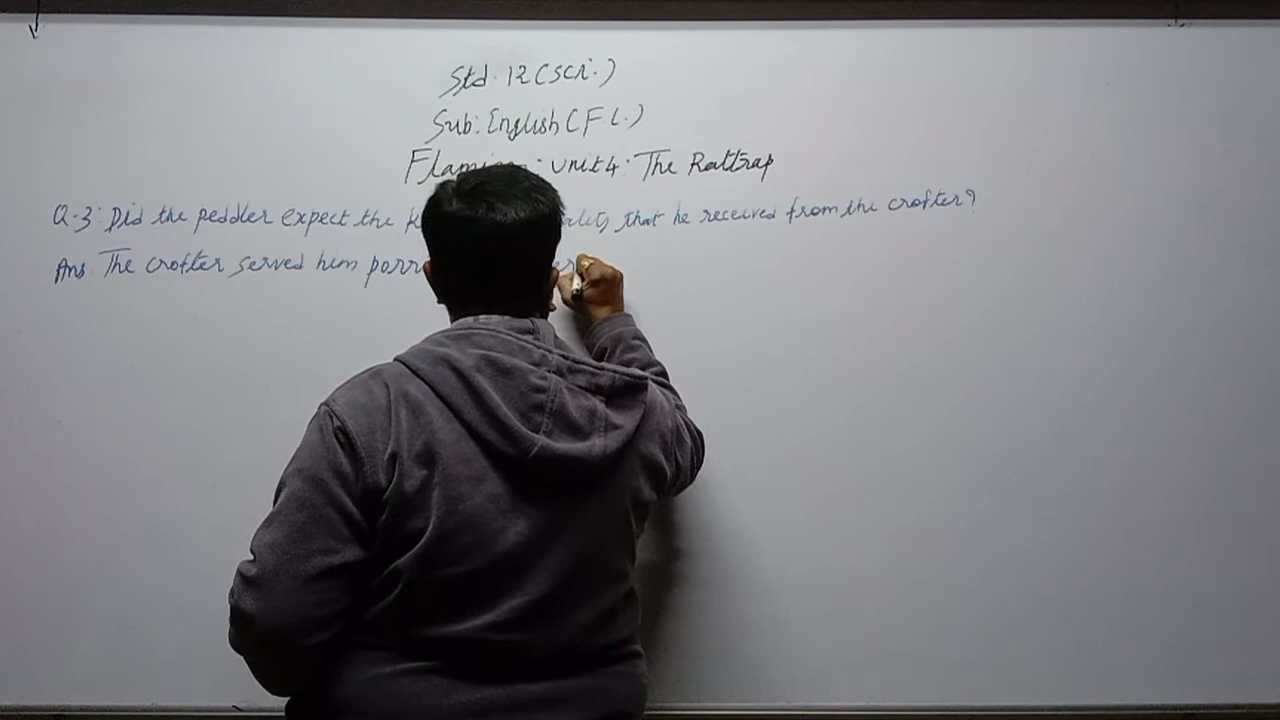 Std. 12 (Sci.)
Sub: English (F L.)
Unit 4. The Rattrap
Q-3: Did the peddler expect the that he received from the crofter?
Ans. The crofter served him